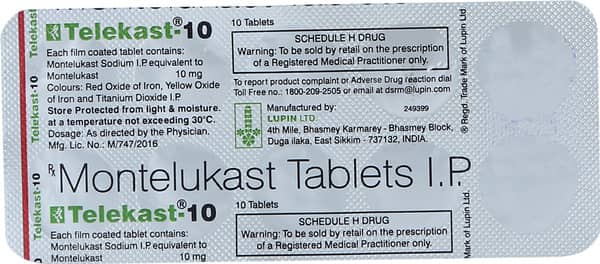 Telekast®-10
10 Tablets
Each film coated tablet contains:
Montelukast Sodium I.P. equivalent to
Montelukast 10 mg
Colours: Red Oxide of Iron, Yellow Oxide
of Iron and Titanium Dioxide I.P.
Store Protected from light & moisture.
at a temperature not exceeding 30°C.
Dosage: As directed by the Physician.
Mfg. Lic. No.: M/747/2016
SCHEDULE H DRUG
Warning: To be sold by retail on the prescription
of a Registered Medical Practitioner only.
To report product complaint or Adverse Drug reaction dial
Toll Free No.: 1800-209-2505 or email at dsrm@lupin.com
Manufactured by: 249399
LUPIN LTD.
4th Mile, Bhasmey Karmarey - Bhasmey Block,
Duga ilaka, East Sikkim - 737132, INDIA.
® Regd. Trade Mark of Lupin Ltd.
Telekast-10
Telekast-10
Rx Montelukast Tablets I.P.
Telekast®-10
10 Tablets
Each film coated tablet contains:
Montelukast Sodium I.P. equivalent to
Montelukast 10 mg
SCHEDULE H DRUG
Warning: To be sold by retail on the prescription
of a Registered Medical Practitioner only.
Mark of Lupin Ltd.
Telekast-10